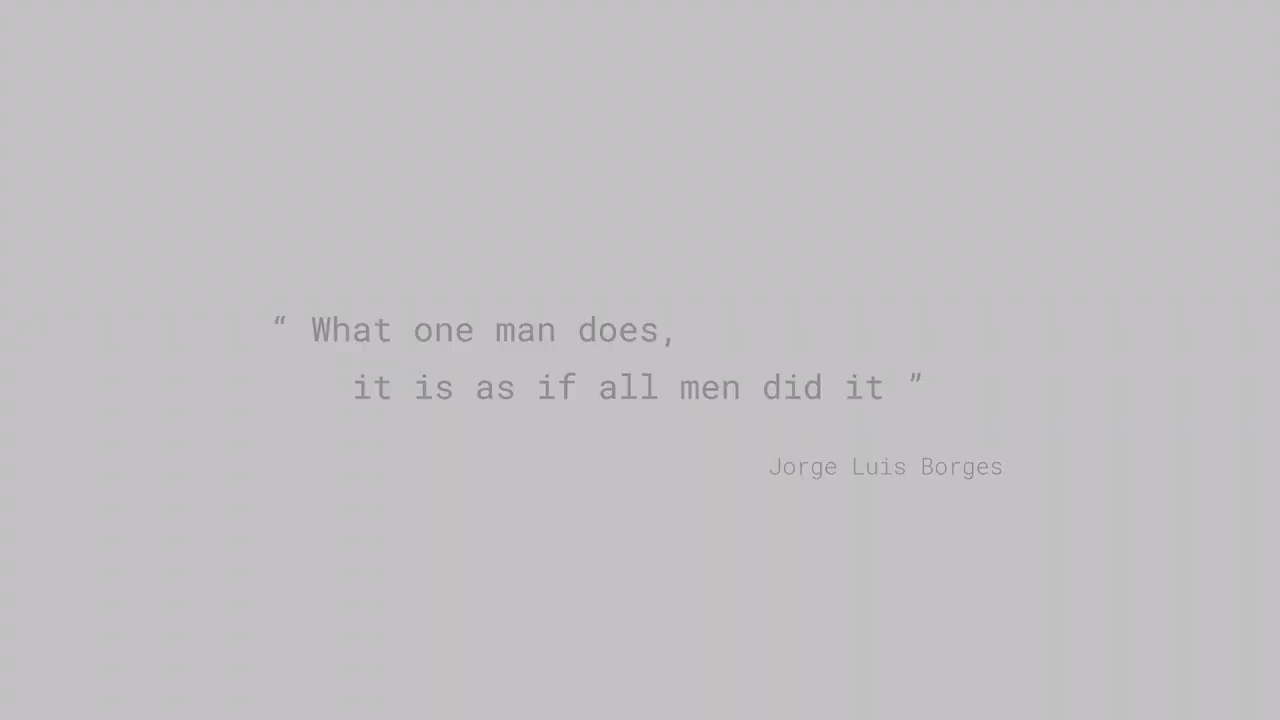 “ What one man does,
it is as if all men did it ”
Jorge Luis Borges